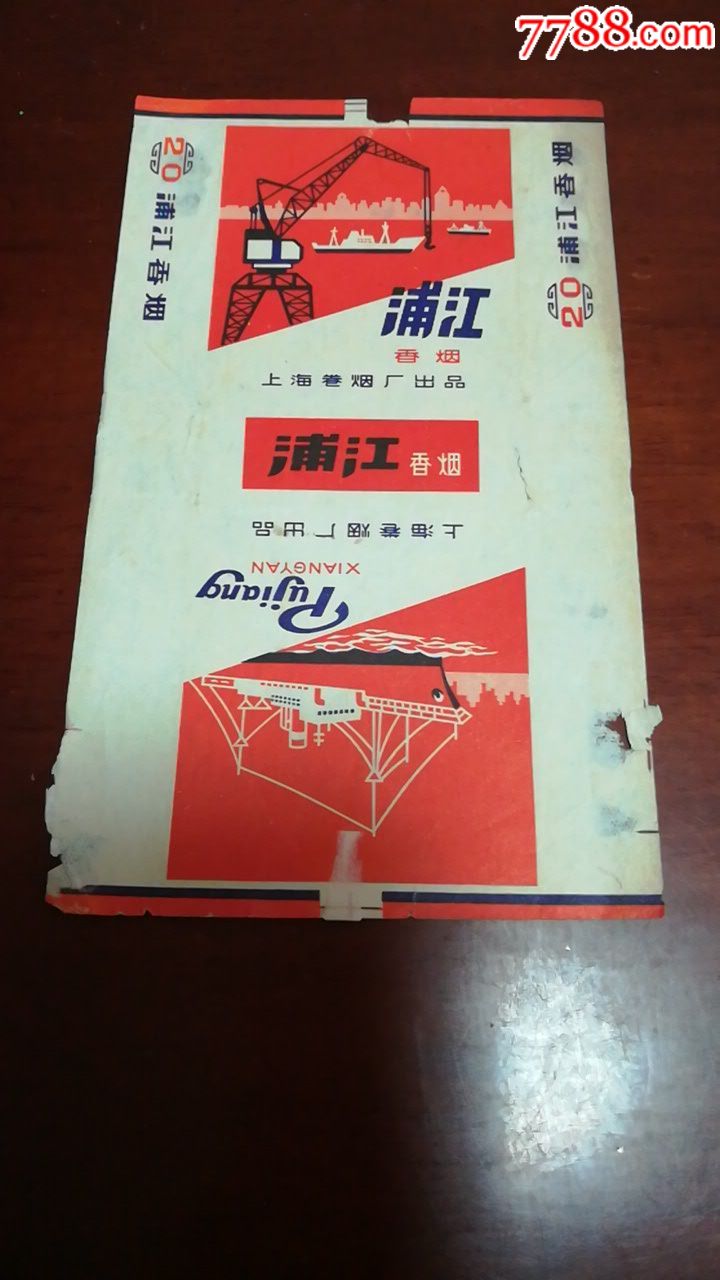 7788.com
20 浦江香烟
20 浦江香烟
浦江
香烟
上海卷烟厂出品
浦江 香烟
上海卷烟厂出品
XIANGYAN
Pujiang